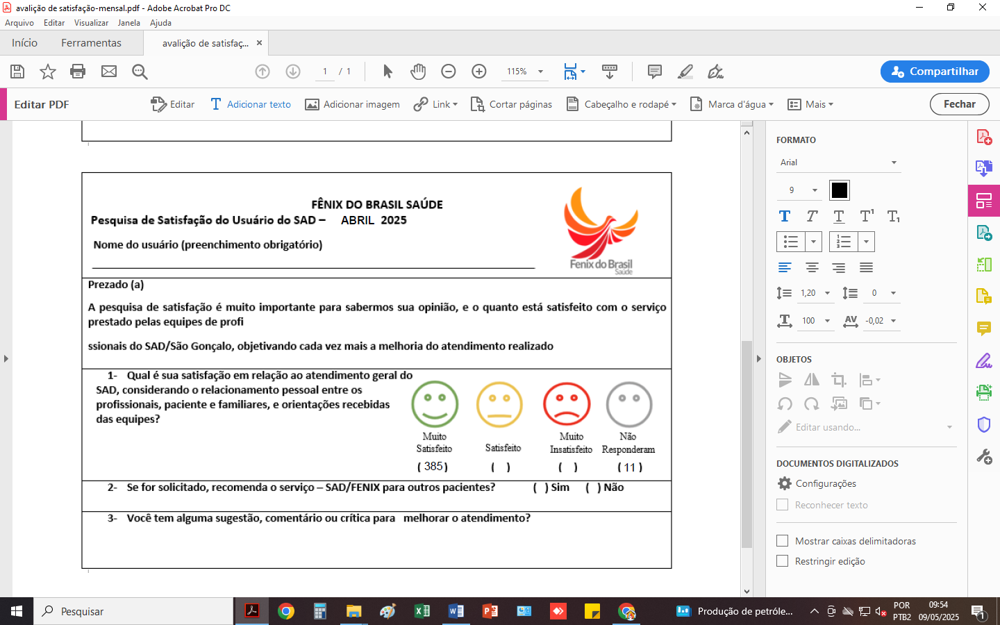 avalição de satisfação-mensal.pdf - Adobe Acrobat Pro DC
Arquivo Editar Visualizar Janela Ajuda
Início Ferramentas avalição de satisfaç... ×
1 / 1 115% Compartilhar
Editar PDF Editar Adicionar texto Adicionar imagem Link Cortar páginas Cabeçalho e rodapé Marca d'água Mais Fechar
FÊNIX DO BRASIL SAÚDE
Pesquisa de Satisfação do Usuário do SAD – ABRIL 2025
Nome do usuário (preenchimento obrigatório)
Fenix do Brasil
Saúde
Prezado (a)
A pesquisa de satisfação é muito importante para sabermos sua opinião, e o quanto está satisfeito com o serviço
prestado pelas equipes de profi
ssionais do SAD/São Gonçalo, objetivando cada vez mais a melhoria do atendimento realizado
1- Qual é sua satisfação em relação ao atendimento geral do
SAD, considerando o relacionamento pessoal entre os
profissionais, paciente e familiares, e orientações recebidas
das equipes?
Muito
Satisfeito
( 385 )
Satisfeito
( )
Muito
Insatisfeito
( )
Não
Responderam
( 11 )
2- Se for solicitado, recomenda o serviço – SAD/FENIX para outros pacientes? ( ) Sim ( ) Não
3- Você tem alguma sugestão, comentário ou crítica para melhorar o atendimento?
FORMATO
Arial
9
T T T T1 T1
1,20 0
100 AV -0,02
OBJETOS
Editar usando...
DOCUMENTOS DIGITALIZADOS
Configurações
Reconhecer texto
Mostrar caixas delimitadoras
Restringir edição
Pesquisar
Produção de petróle...
POR
PTB2
09:54
09/05/2025
1